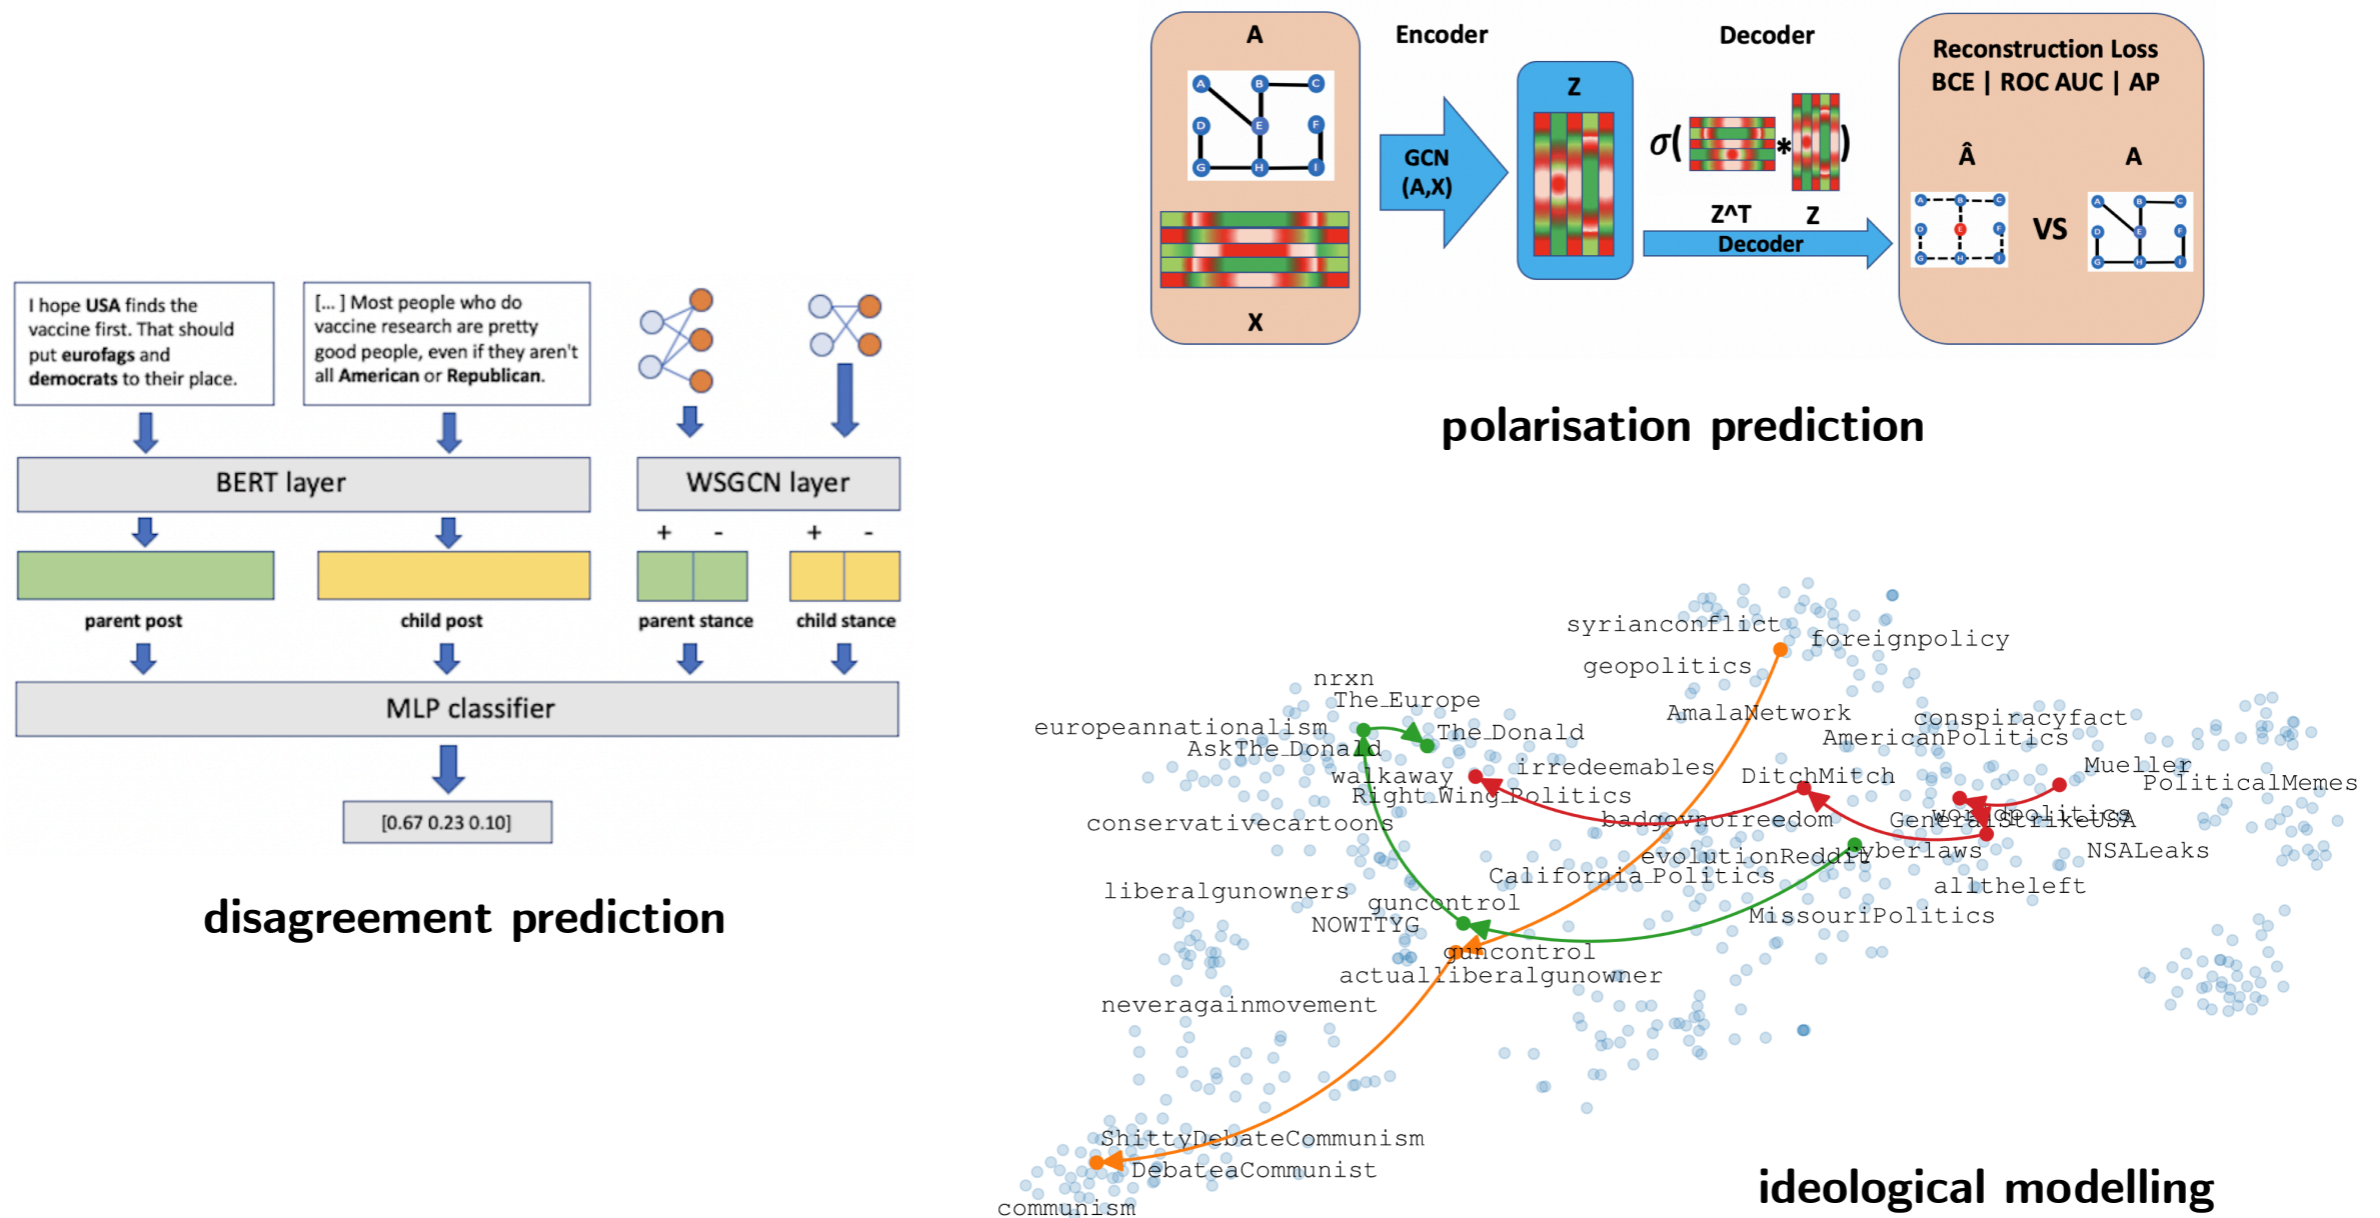 A
Encoder
Decoder
Reconstruction Loss
BCE | ROC AUC | AP
A B C
D E F
G H I
GCN
(A,X)
Z
σ( * )
Z^T Z
Decoder
Â
A
VS
A B C
D E F
G H I
A B C
D E F
G H I
X
polarisation prediction
I hope USA finds the
vaccine first. That should
put eurofags and
democrats to their place.
[... ] Most people who do
vaccine research are pretty
good people, even if they aren't
all American or Republican.
BERT layer
WSGCN layer
+ -
+ -
parent post
child post
parent stance
child stance
MLP classifier
[0.67 0.23 0.10]
disagreement prediction
syrianconflict
foreignpolicy
geopolitics
nrxn
The_Europe
AmalaNetwork
conspiracyfact
europeannationalism
The_Donald
AmericanPolitics
AskThe_Donald
irredeemables
Mueller
walkaway
DitchMitch
PoliticalMemes
Right_Wing_Politics
worldpolitics
conservativecartoons
badgovnofreedom
GeneralStrikeUSA
evolutionReddit
cyberlaws
NSALeaks
California_Politics
alltheleft
liberalgunowners
guncontrol
MissouriPolitics
NOWTTYG
guncontrol
actualliberalgunowner
neveragainmovement
ShittyDebateCommunism
DebateaCommunist
communism
ideological modelling